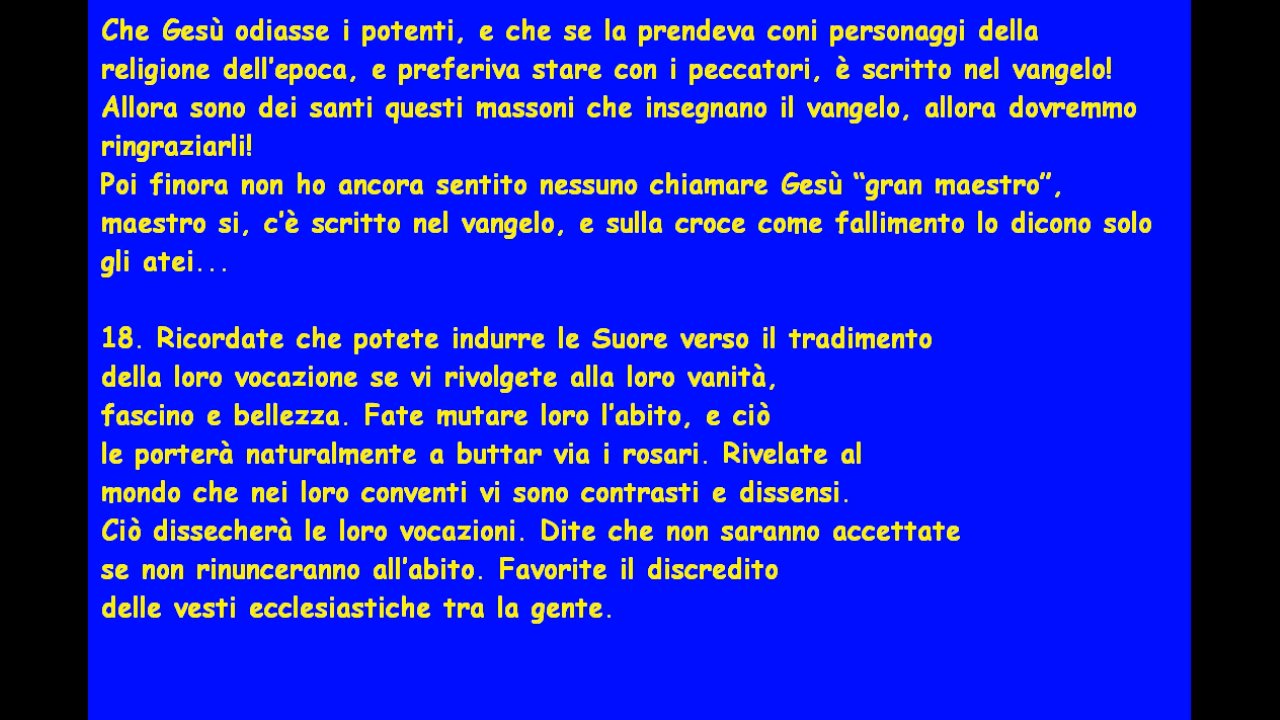 Che Gesù odiasse i potenti, e che se la prendeva coni personaggi della
religione dell'epoca, e preferiva stare con i peccatori, è scritto nel vangelo!
Allora sono dei santi questi massoni che insegnano il vangelo, allora dovremmo
ringraziarli!
Poi finora non ho ancora sentito nessuno chiamare Gesù “gran maestro”,
maestro si, c'è scritto nel vangelo, e sulla croce come fallimento lo dicono solo
gli atei...
18. Ricordate che potete indurre le Suore verso il tradimento
della loro vocazione se vi rivolgete alla loro vanità,
fascino e bellezza. Fate mutare loro l'abito, e ciò
le porterà naturalmente a buttar via i rosari. Rivelate al
mondo che nei loro conventi vi sono contrasti e dissensi.
Ciò dissecherà le loro vocazioni. Dite che non saranno accettate
se non rinunceranno all'abito. Favorite il discredito
delle vesti ecclesiastiche tra la gente.